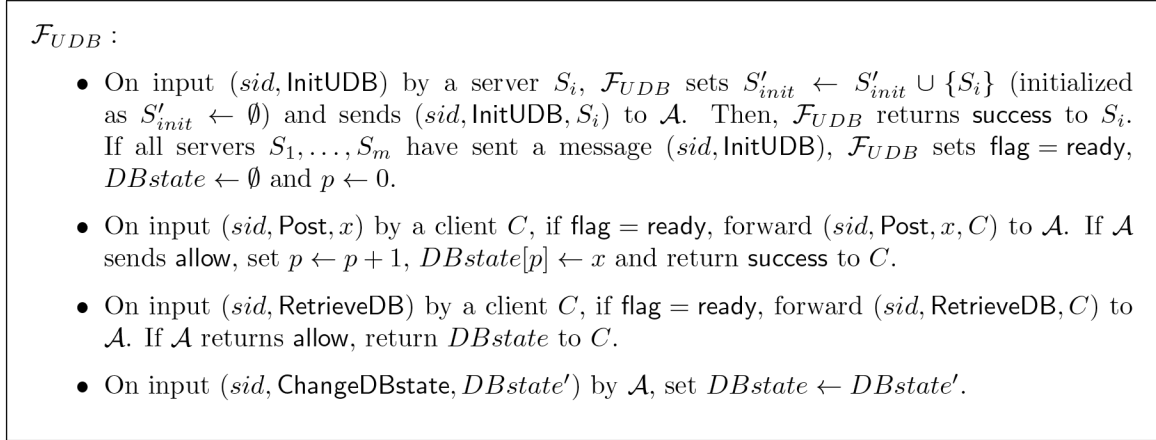 ℱ_{UDB} :
• On input (sid, InitUDB) by a server S_i, ℱ_{UDB} sets S′_{init} ← S′_{init} ∪ {S_i} (initialized
as S′_{init} ← ∅) and sends (sid, InitUDB, S_i) to 𝒜. Then, ℱ_{UDB} returns success to S_i.
If all servers S_1, . . . , S_m have sent a message (sid, InitUDB), ℱ_{UDB} sets flag = ready,
DBstate ← ∅ and p ← 0.
• On input (sid, Post, x) by a client C, if flag = ready, forward (sid, Post, x, C) to 𝒜. If 𝒜
sends allow, set p ← p + 1, DBstate[p] ← x and return success to C.
• On input (sid, RetrieveDB) by a client C, if flag = ready, forward (sid, RetrieveDB, C) to
𝒜. If 𝒜 returns allow, return DBstate to C.
• On input (sid, ChangeDBstate, DBstate′) by 𝒜, set DBstate ← DBstate′.